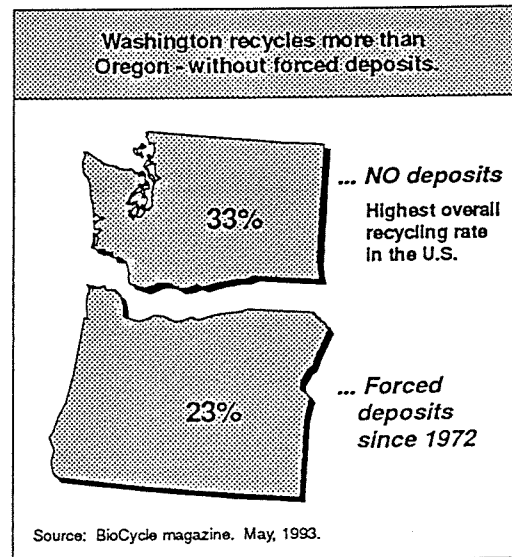 Washington recycles more than
Oregon - without forced deposits.
33%
... NO deposits
Highest overall
recycling rate
in the U.S.
23%
... Forced
deposits
since 1972
Source: BioCycle magazine. May, 1993.